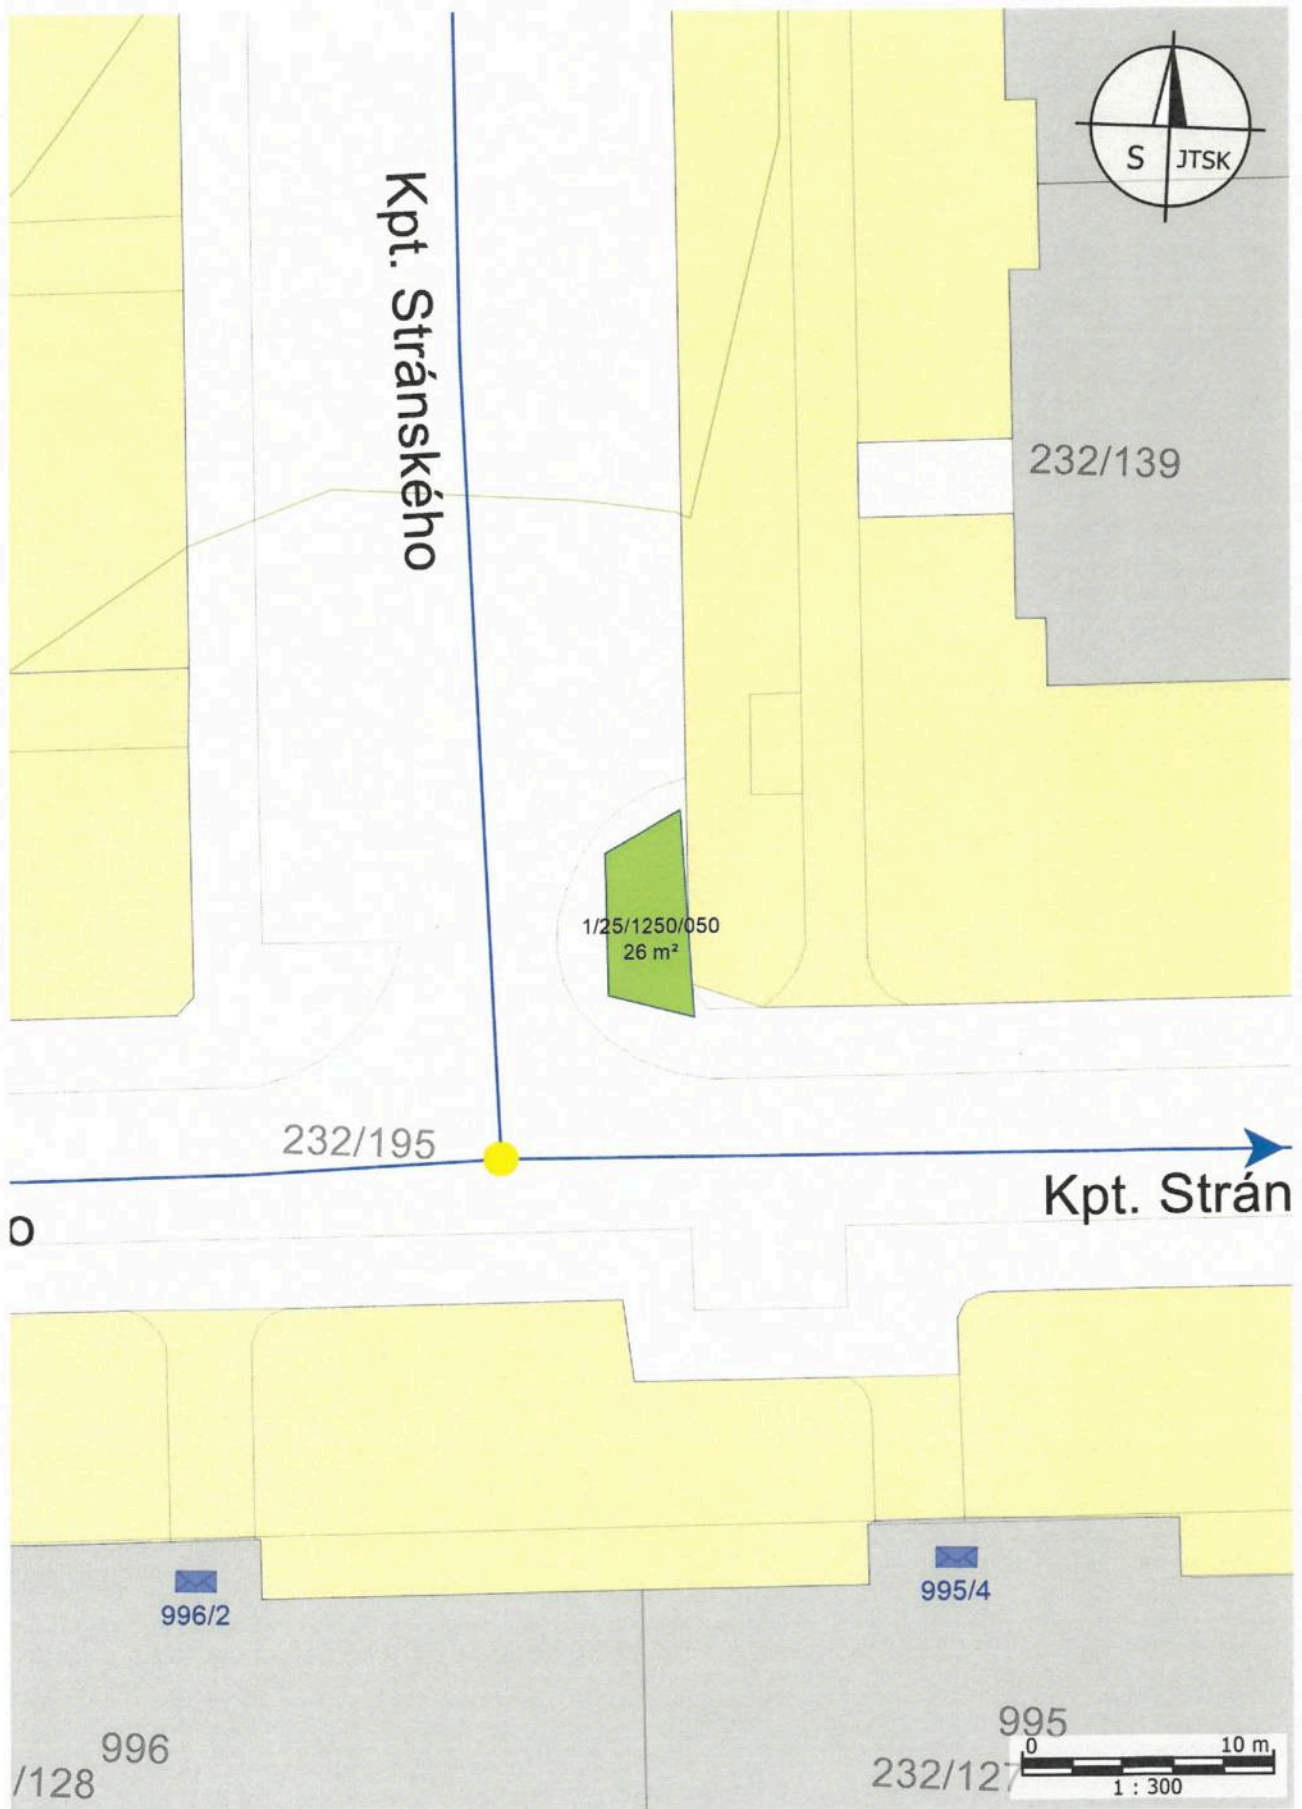 S
JTSK
Kpt. Stránského
232/139
1/25/1250/050
26 m²
232/195
Kpt. Strán
o
996/2
995/4
996
/128
995
232/127
0 10 m
1 : 300